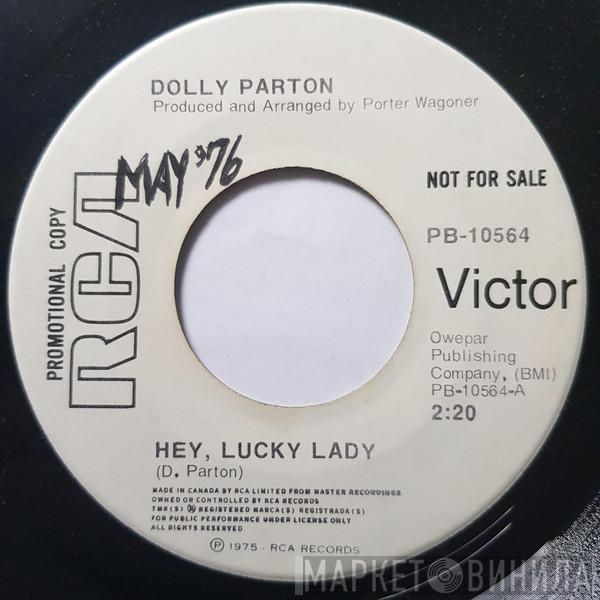 DOLLY PARTON
Produced and Arranged by Porter Wagoner
MAY 76
NOT FOR SALE
PROMOTIONAL COPY
RCA
PB-10564
Victor
Owepar
Publishing
Company, (BMI)
PB-10564-A
2:20
HEY, LUCKY LADY
(D. Parton)
MADE IN CANADA BY RCA LIMITED FROM MASTER RECORDINGS
OWNED OR CONTROLLED BY RCA RECORDS
TMK(S) ® REGISTERED MARCA(S) REGISTRADA(S)
FOR PUBLIC PERFORMANCE UNDER LICENSE ONLY
ALL RIGHTS RESERVED.
℗ 1975 - RCA RECORDS
МАРКЕТ ВИНИЛА